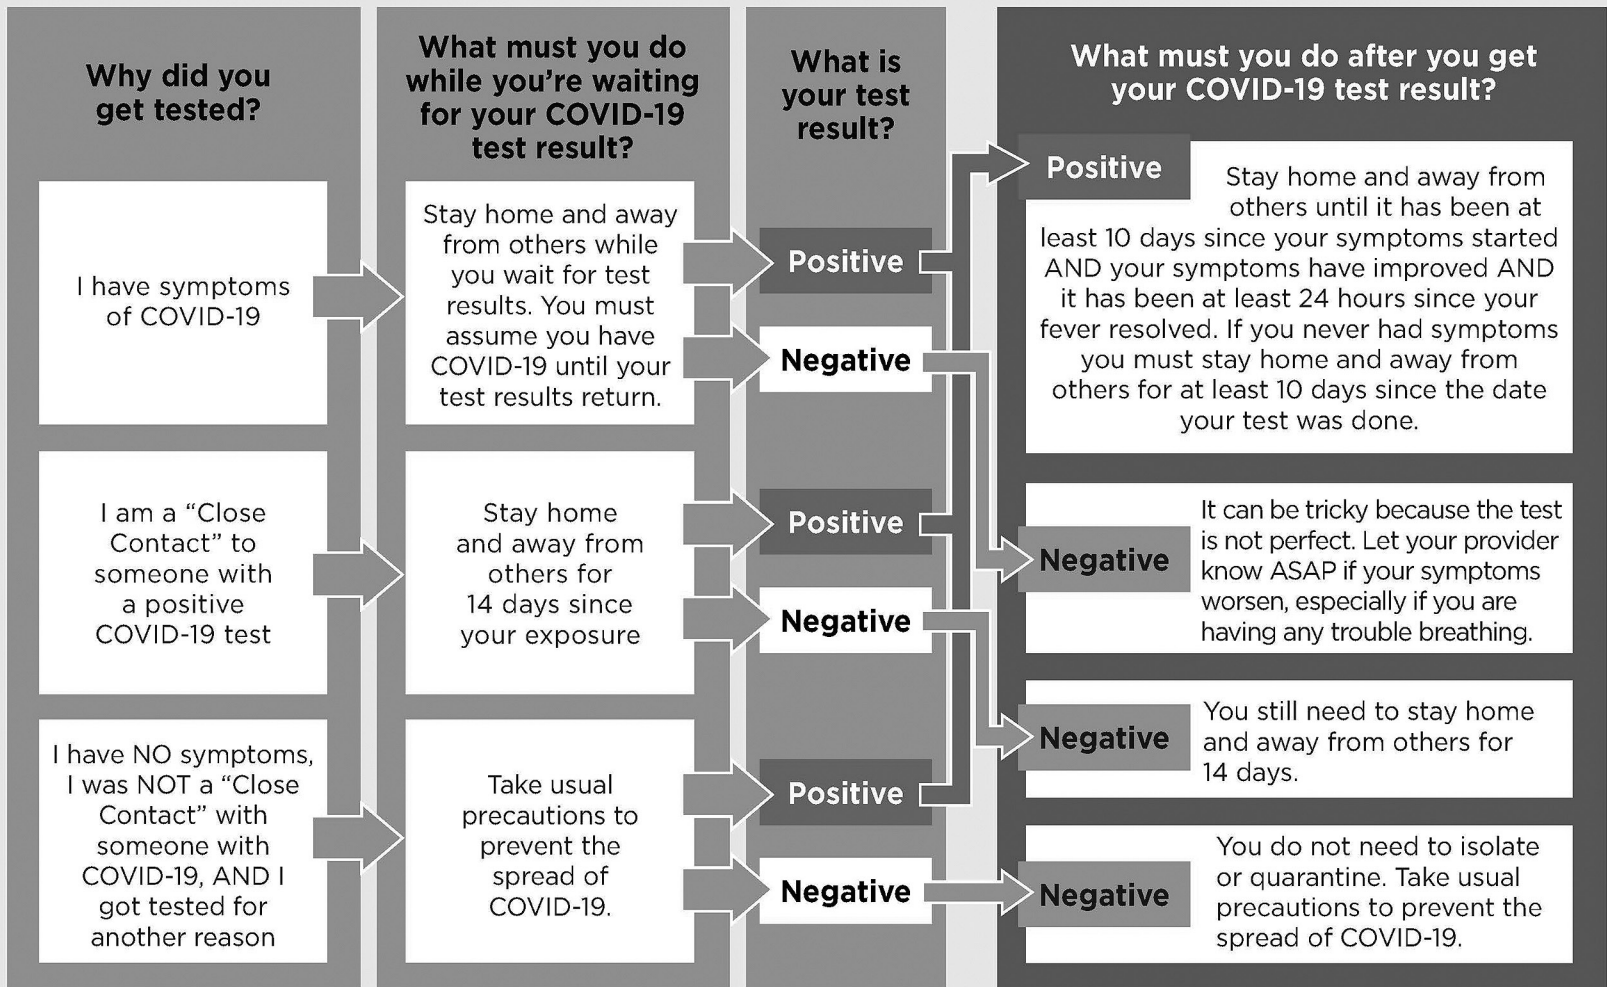 Why did you
get tested?
I have symptoms
of COVID-19
I am a “Close
Contact” to
someone with
a positive
COVID-19 test
I have NO symptoms,
I was NOT a “Close
Contact” with
someone with
COVID-19, AND I
got tested for
another reason
What must you do
while you’re waiting
for your COVID-19
test result?
Stay home and away
from others while
you wait for test
results. You must
assume you have
COVID-19 until your
test results return.
Stay home
and away from
others for
14 days since
your exposure
Take usual
precautions to
prevent the
spread of
COVID-19.
What is
your test
result?
Positive
Negative
Positive
Negative
Positive
Negative
What must you do after you get
your COVID-19 test result?
Positive
Stay home and away from
others until it has been at
least 10 days since your symptoms started
AND your symptoms have improved AND
it has been at least 24 hours since your
fever resolved. If you never had symptoms
you must stay home and away from
others for at least 10 days since the date
your test was done.
Negative
It can be tricky because the test
is not perfect. Let your provider
know ASAP if your symptoms
worsen, especially if you are
having any trouble breathing.
Negative
You still need to stay home
and away from others for
14 days.
Negative
You do not need to isolate
or quarantine. Take usual
precautions to prevent the
spread of COVID-19.